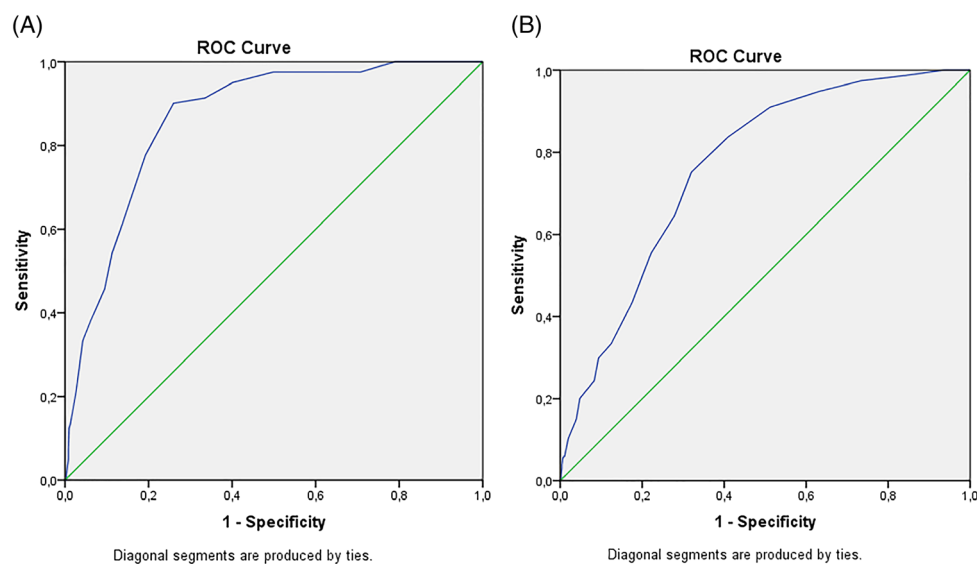 (A)
ROC Curve
1,0
0,8
0,6
0,4
0,2
0,0
Sensitivity
0,0 0,2 0,4 0,6 0,8 1,0
1 - Specificity
Diagonal segments are produced by ties.
(B)
ROC Curve
1,0
0,8
0,6
0,4
0,2
0,0
Sensitivity
0,0 0,2 0,4 0,6 0,8 1,0
1 - Specificity
Diagonal segments are produced by ties.